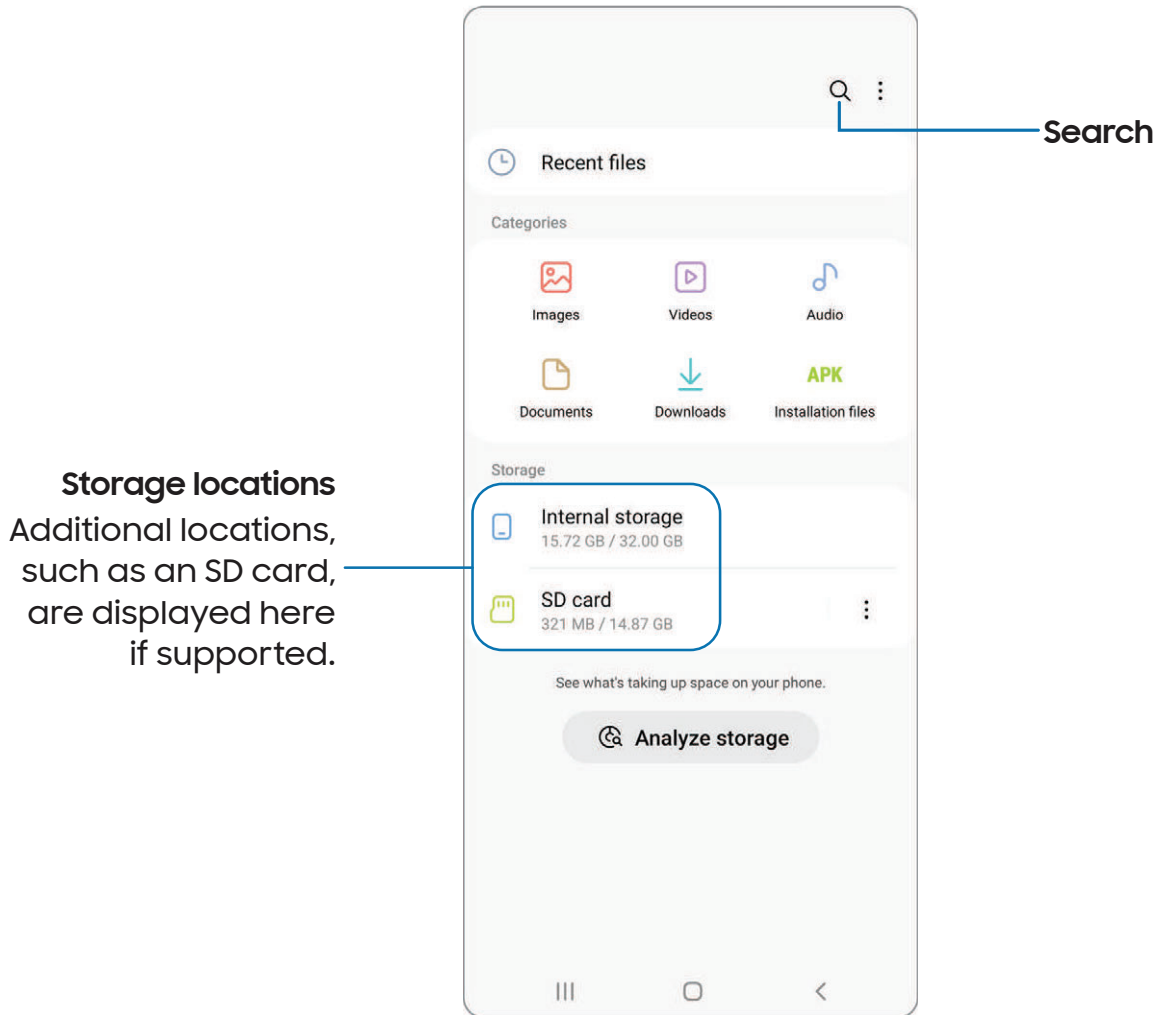 Search
Recent files
Categories
Images
Videos
Audio
Documents
Downloads
APK
Installation files
Storage locations
Additional locations,
such as an SD card,
are displayed here
if supported.
Storage
Internal storage
15.72 GB / 32.00 GB
SD card
321 MB / 14.87 GB
See what's taking up space on your phone.
Analyze storage